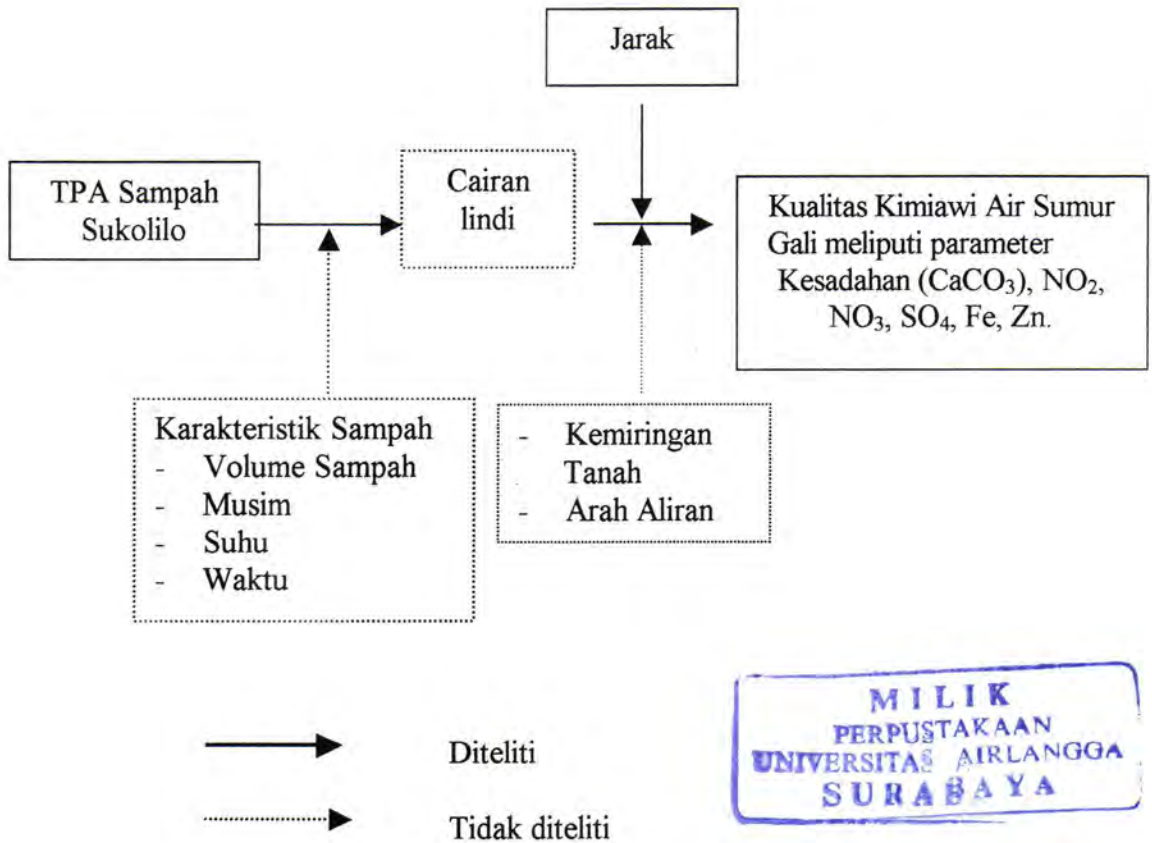 Jarak
TPA Sampah
Sukolilo
Cairan
lindi
Kualitas Kimiawi Air Sumur
Gali meliputi parameter
Kesadahan (CaCO₃), NO₂,
NO₃, SO₄, Fe, Zn.
Karakteristik Sampah
- Volume Sampah
- Musim
- Suhu
- Waktu
- Kemiringan
Tanah
- Arah Aliran
Diteliti
Tidak diteliti
MILIK
PERPUSTAKAAN
UNIVERSITAS AIRLANGGA
SURABAYA